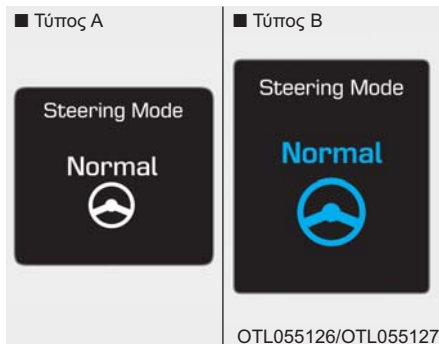 ■ Τύπος A
Steering Mode
Normal
■ Τύπος B
Steering Mode
Normal
OTL055126/OTL055127